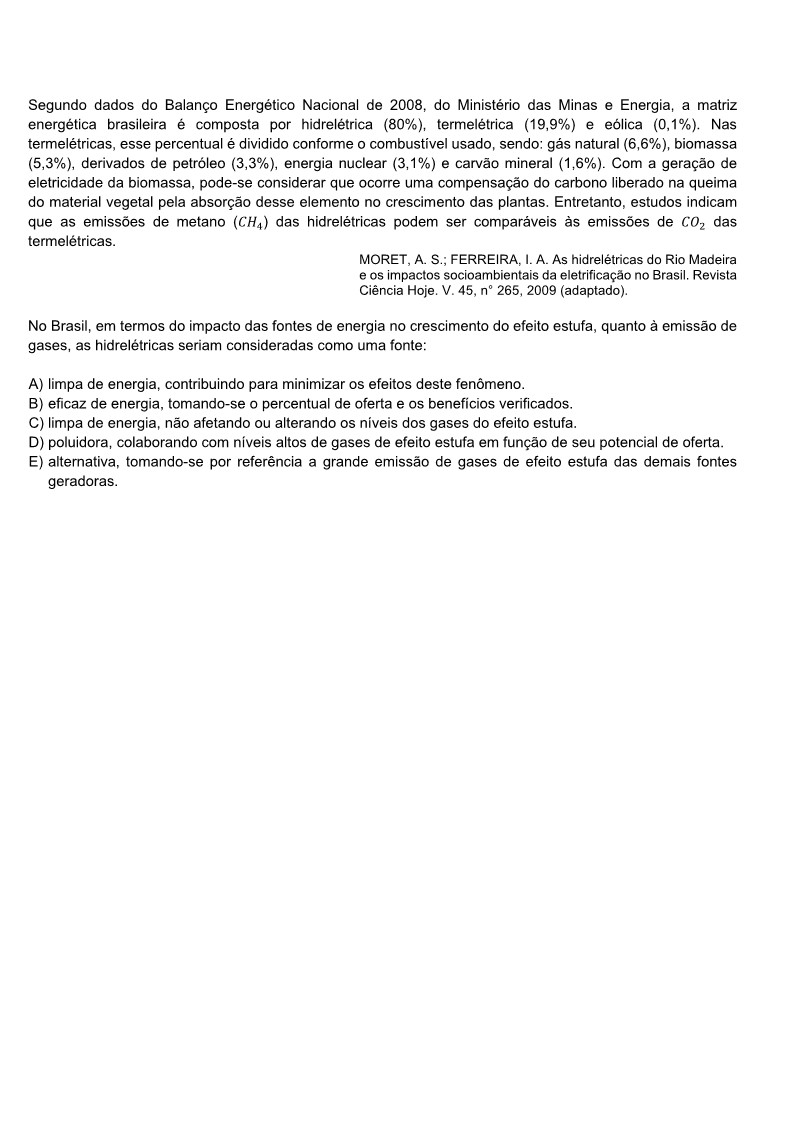 Segundo dados do Balanço Energético Nacional de 2008, do Ministério das Minas e Energia, a matriz
energética brasileira é composta por hidrelétrica (80%), termelétrica (19,9%) e eólica (0,1%). Nas
termelétricas, esse percentual é dividido conforme o combustível usado, sendo: gás natural (6,6%), biomassa
(5,3%), derivados de petróleo (3,3%), energia nuclear (3,1%) e carvão mineral (1,6%). Com a geração de
eletricidade da biomassa, pode-se considerar que ocorre uma compensação do carbono liberado na queima
do material vegetal pela absorção desse elemento no crescimento das plantas. Entretanto, estudos indicam
que as emissões de metano (CH₄) das hidrelétricas podem ser comparáveis às emissões de CO₂ das
termelétricas.
MORET, A. S.; FERREIRA, I. A. As hidrelétricas do Rio Madeira
e os impactos socioambientais da eletrificação no Brasil. Revista
Ciência Hoje. V. 45, n° 265, 2009 (adaptado).
No Brasil, em termos do impacto das fontes de energia no crescimento do efeito estufa, quanto à emissão de
gases, as hidrelétricas seriam consideradas como uma fonte:
A) limpa de energia, contribuindo para minimizar os efeitos deste fenômeno.
B) eficaz de energia, tomando-se o percentual de oferta e os benefícios verificados.
C) limpa de energia, não afetando ou alterando os níveis dos gases do efeito estufa.
D) poluidora, colaborando com níveis altos de gases de efeito estufa em função de seu potencial de oferta.
E) alternativa, tomando-se por referência a grande emissão de gases de efeito estufa das demais fontes
geradoras.